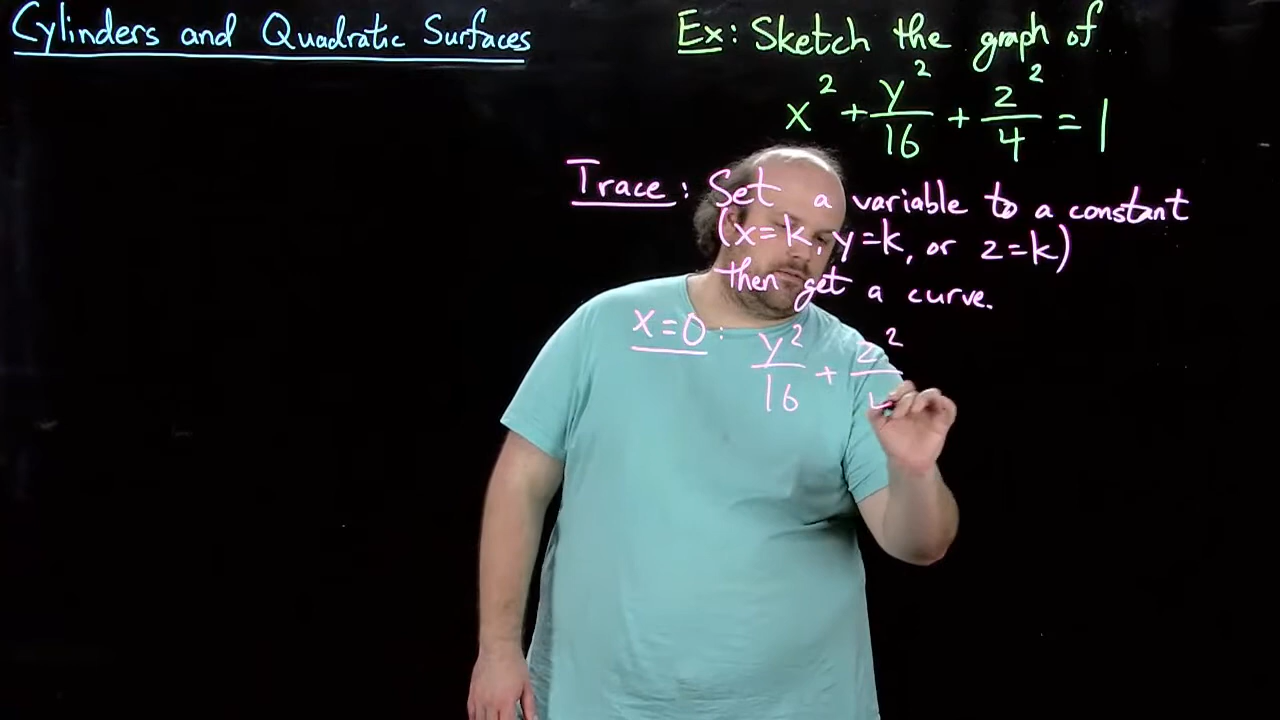 Cylinders and Quadratic Surfaces
Ex: Sketch the graph of
x² + y²/16 + z²/4 = 1
Trace: Set a variable to a constant
(x=k, y=k, or z=k)
then get a curve.
x=0: y²/16 + z²/4